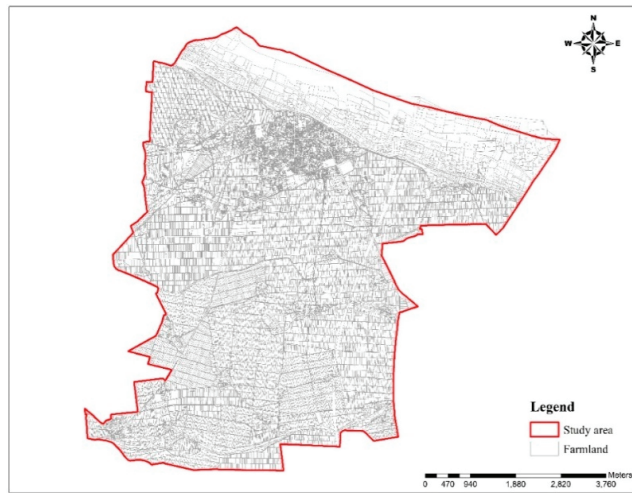 N
W E
S
Legend
Study area
Farmland
Meters
0 470 940 1,880 2,820 3,760